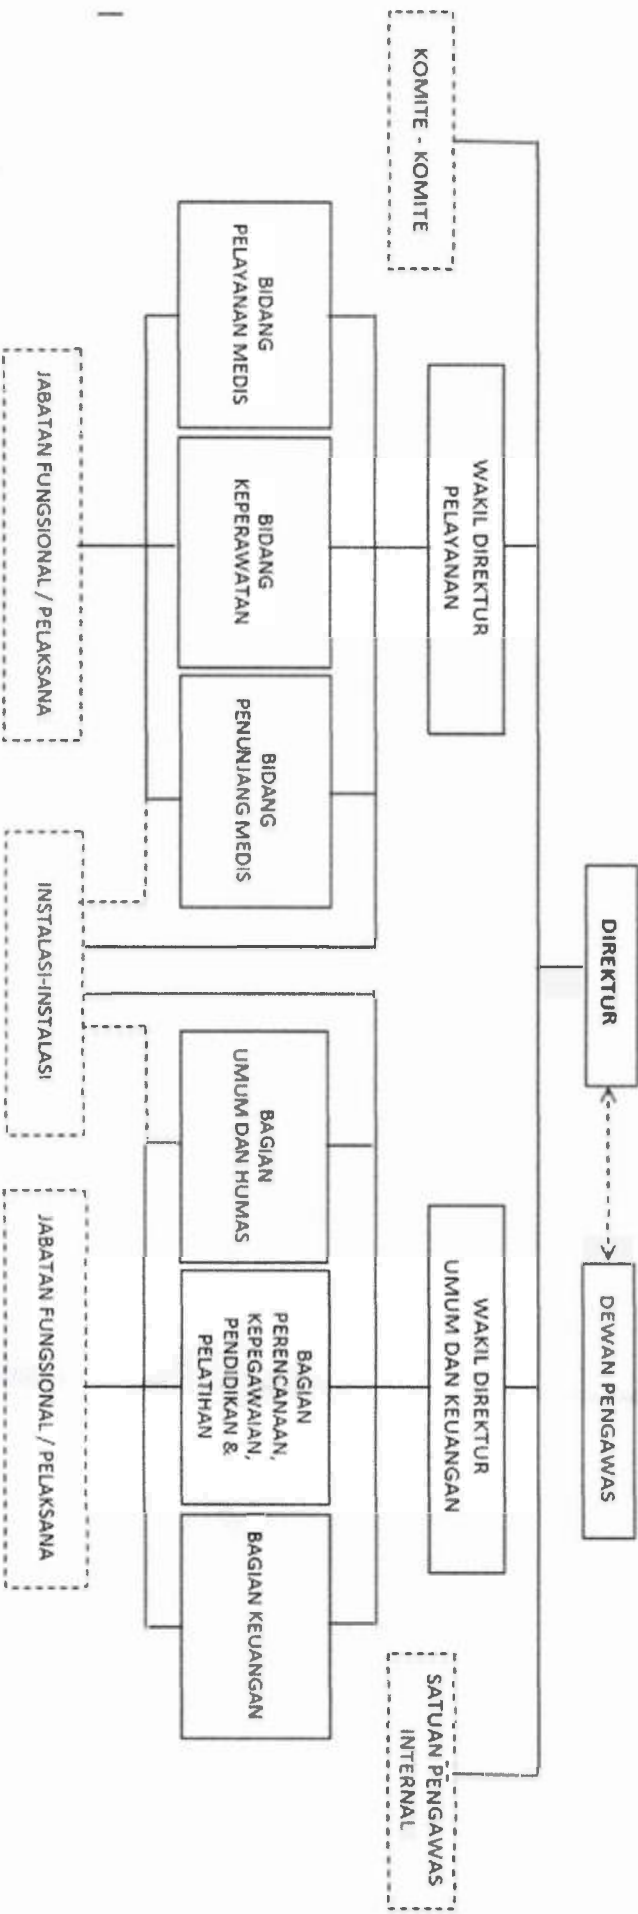 DIREKTUR
DEWAN PENGAWAS
KOMITE - KOMITE
WAKIL DIREKTUR
PELAYANAN
WAKIL DIREKTUR
UMUM DAN KEUANGAN
SATUAN PENGAWAS
INTERNAL
BIDANG
PELAYANAN MEDIS
BIDANG
KEPERAWATAN
BIDANG
PENUNJANG MEDIS
BAGIAN
UMUM DAN HUMAS
BAGIAN
PERENCANAAN,
KEPEGAWAIAN,
PENDIDIKAN &
PELATIHAN
BAGIAN KEUANGAN
JABATAN FUNGSIONAL / PELAKSANA
INSTALASI-INSTALASI
JABATAN FUNGSIONAL / PELAKSANA